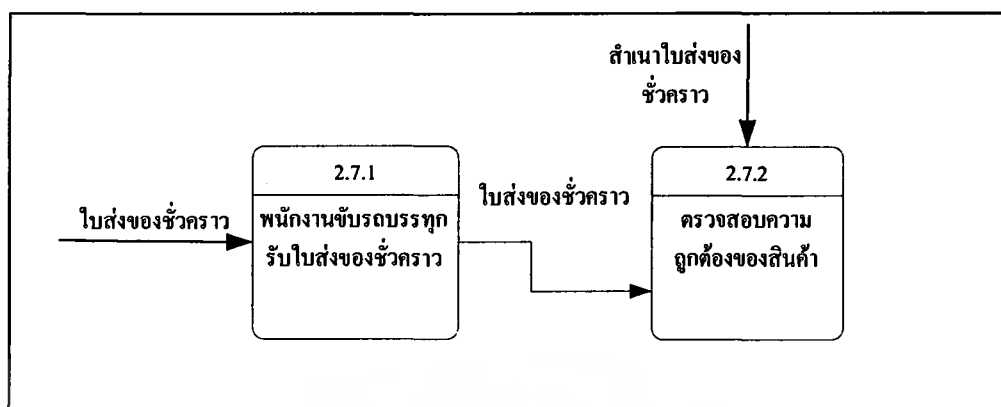 สำเนาใบส่งของ
ชั่วคราว
2.7.1
2.7.2
ใบส่งของชั่วคราว
พนักงานขับรถบรรทุก
รับใบส่งของชั่วคราว
ใบส่งของชั่วคราว
ตรวจสอบความ
ถูกต้องของสินค้า